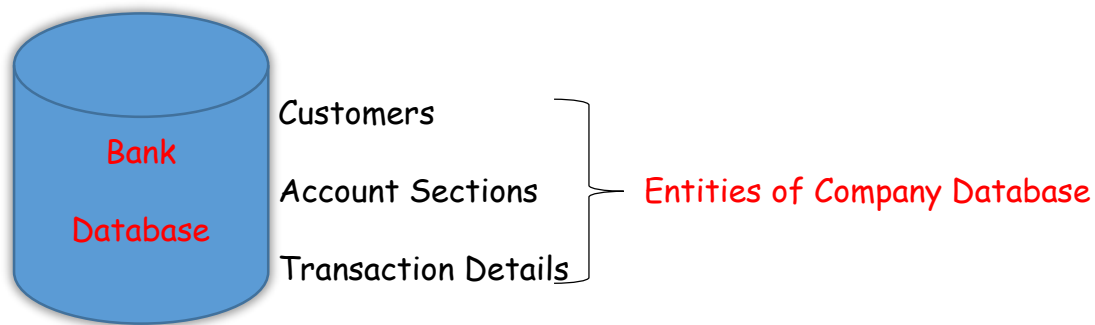 Customers
Bank
Account Sections
Entities of Company Database
Database
Transaction Details